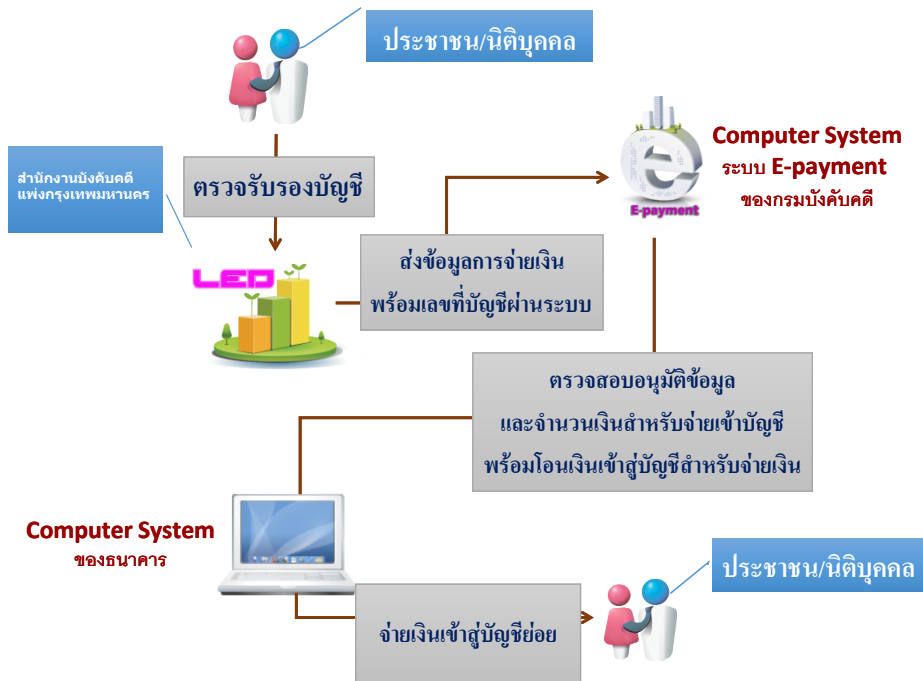 ประชาชน/นิติบุคคล
สำนักงานบังคับคดี
แพ่งกรุงเทพมหานคร
ตรวจรับรองบัญชี
LED
ส่งข้อมูลการจ่ายเงิน
พร้อมเลขที่บัญชีผ่านระบบ
e
E-payment
Computer System
ระบบ E-payment
ของกรมบังคับคดี
ตรวจสอบอนุมัติข้อมูล
และจำนวนเงินสำหรับจ่ายเข้าบัญชี
พร้อมโอนเงินเข้าสู่บัญชีสำหรับจ่ายเงิน
Computer System
ของธนาคาร
จ่ายเงินเข้าสู่บัญชีย่อย
ประชาชน/นิติบุคคล